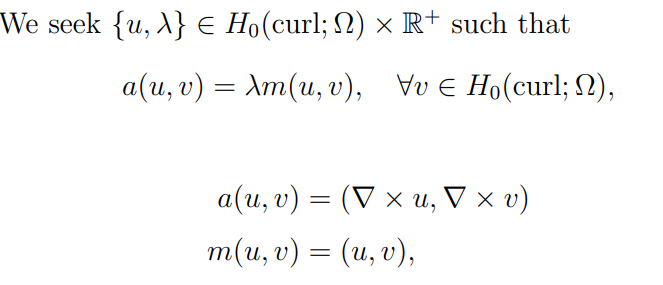 We seek {u, λ} ∈ H₀(curl; Ω) × ℝ⁺ such that
a(u, v) = λm(u, v), ∀v ∈ H₀(curl; Ω),
a(u, v) = (∇ × u, ∇ × v)
m(u, v) = (u, v),